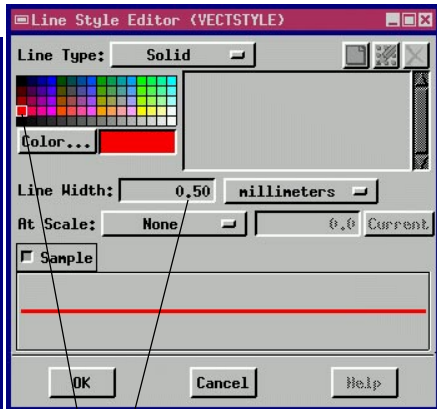 Line Style Editor (VECTSTYLE)
Line Type: Solid
Color...
Line Width: 0.50 millimeters
At Scale: None 0.0 Current
Sample
OK Cancel Help